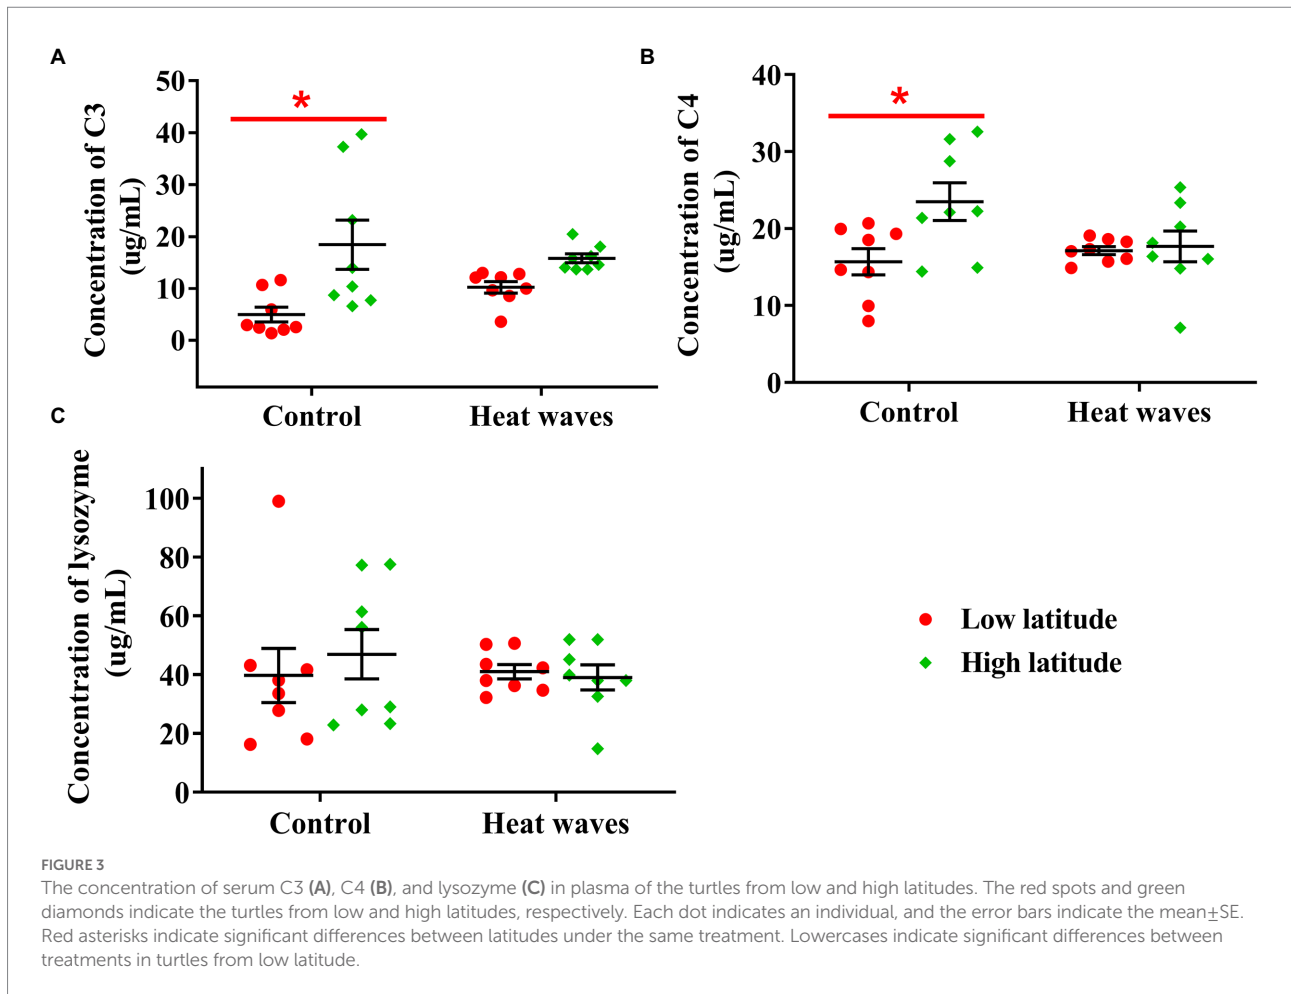 A
Concentration of C3
(ug/mL)
50
40
30
20
10
0
*
Control
Heat waves
B
Concentration of C4
(ug/mL)
40
30
20
10
0
*
Control
Heat waves
C
Concentration of lysozyme
(ug/mL)
100
80
60
40
20
0
Control
Heat waves
Low latitude
High latitude
FIGURE 3
The concentration of serum C3 (A), C4 (B), and lysozyme (C) in plasma of the turtles from low and high latitudes. The red spots and green
diamonds indicate the turtles from low and high latitudes, respectively. Each dot indicates an individual, and the error bars indicate the mean±SE.
Red asterisks indicate significant differences between latitudes under the same treatment. Lowercases indicate significant differences between
treatments in turtles from low latitude.